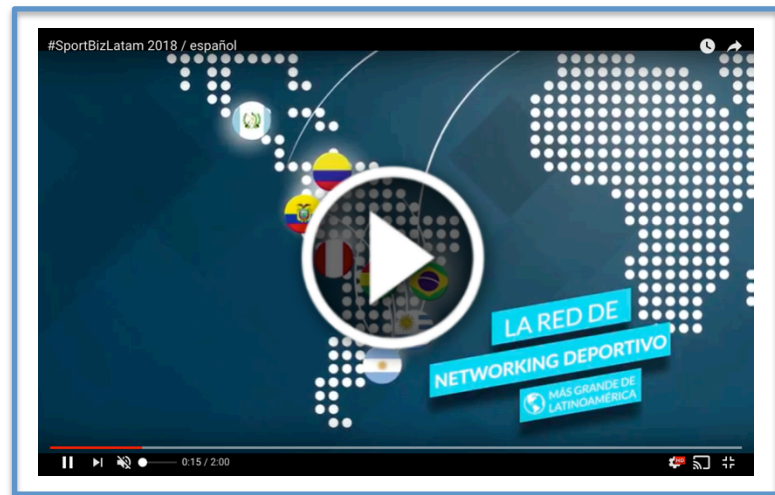 #SportBizLatam 2018 / español
LA RED DE
NETWORKING DEPORTIVO
MÁS GRANDE DE
LATINOAMÉRICA
0:15 / 2:00